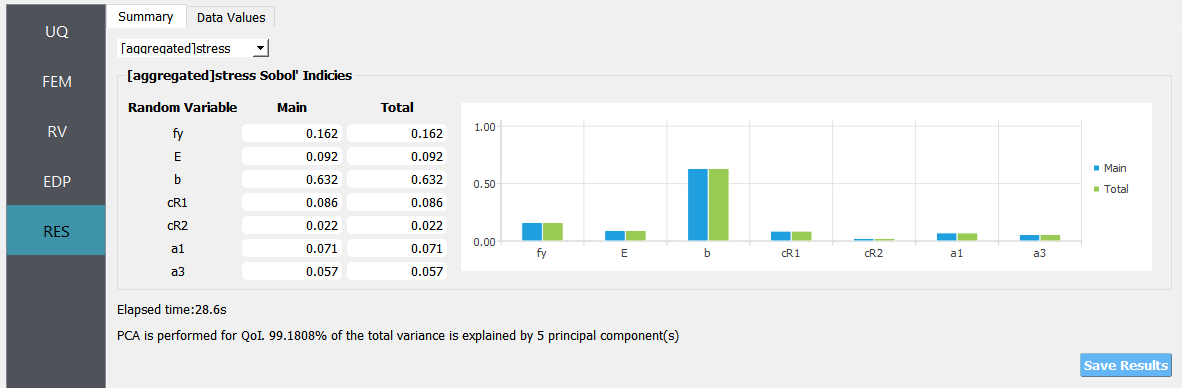 UQ
FEM
RV
EDP
RES
Summary Data Values
[aggregated]stress
[aggregated]stress Sobol' Indicies
Random Variable Main Total
fy 0.162 0.162
E 0.092 0.092
b 0.632 0.632
cR1 0.086 0.086
cR2 0.022 0.022
a1 0.071 0.071
a3 0.057 0.057
1.00
0.50
0.00
fy E b cR1 cR2 a1 a3
Main
Total
Elapsed time:28.6s
PCA is performed for QoI. 99.1808% of the total variance is explained by 5 principal component(s)
Save Results